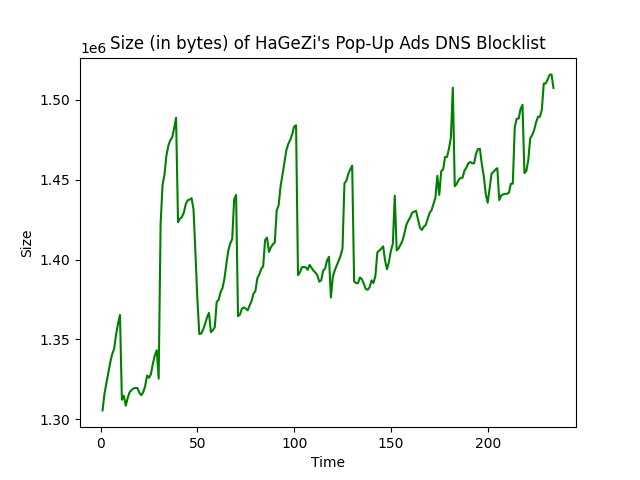 Size (in bytes) of HaGeZi's Pop-Up Ads DNS Blocklist
1e6
1.50
1.45
1.40
1.35
1.30
Size
0 50 100 150 200
Time